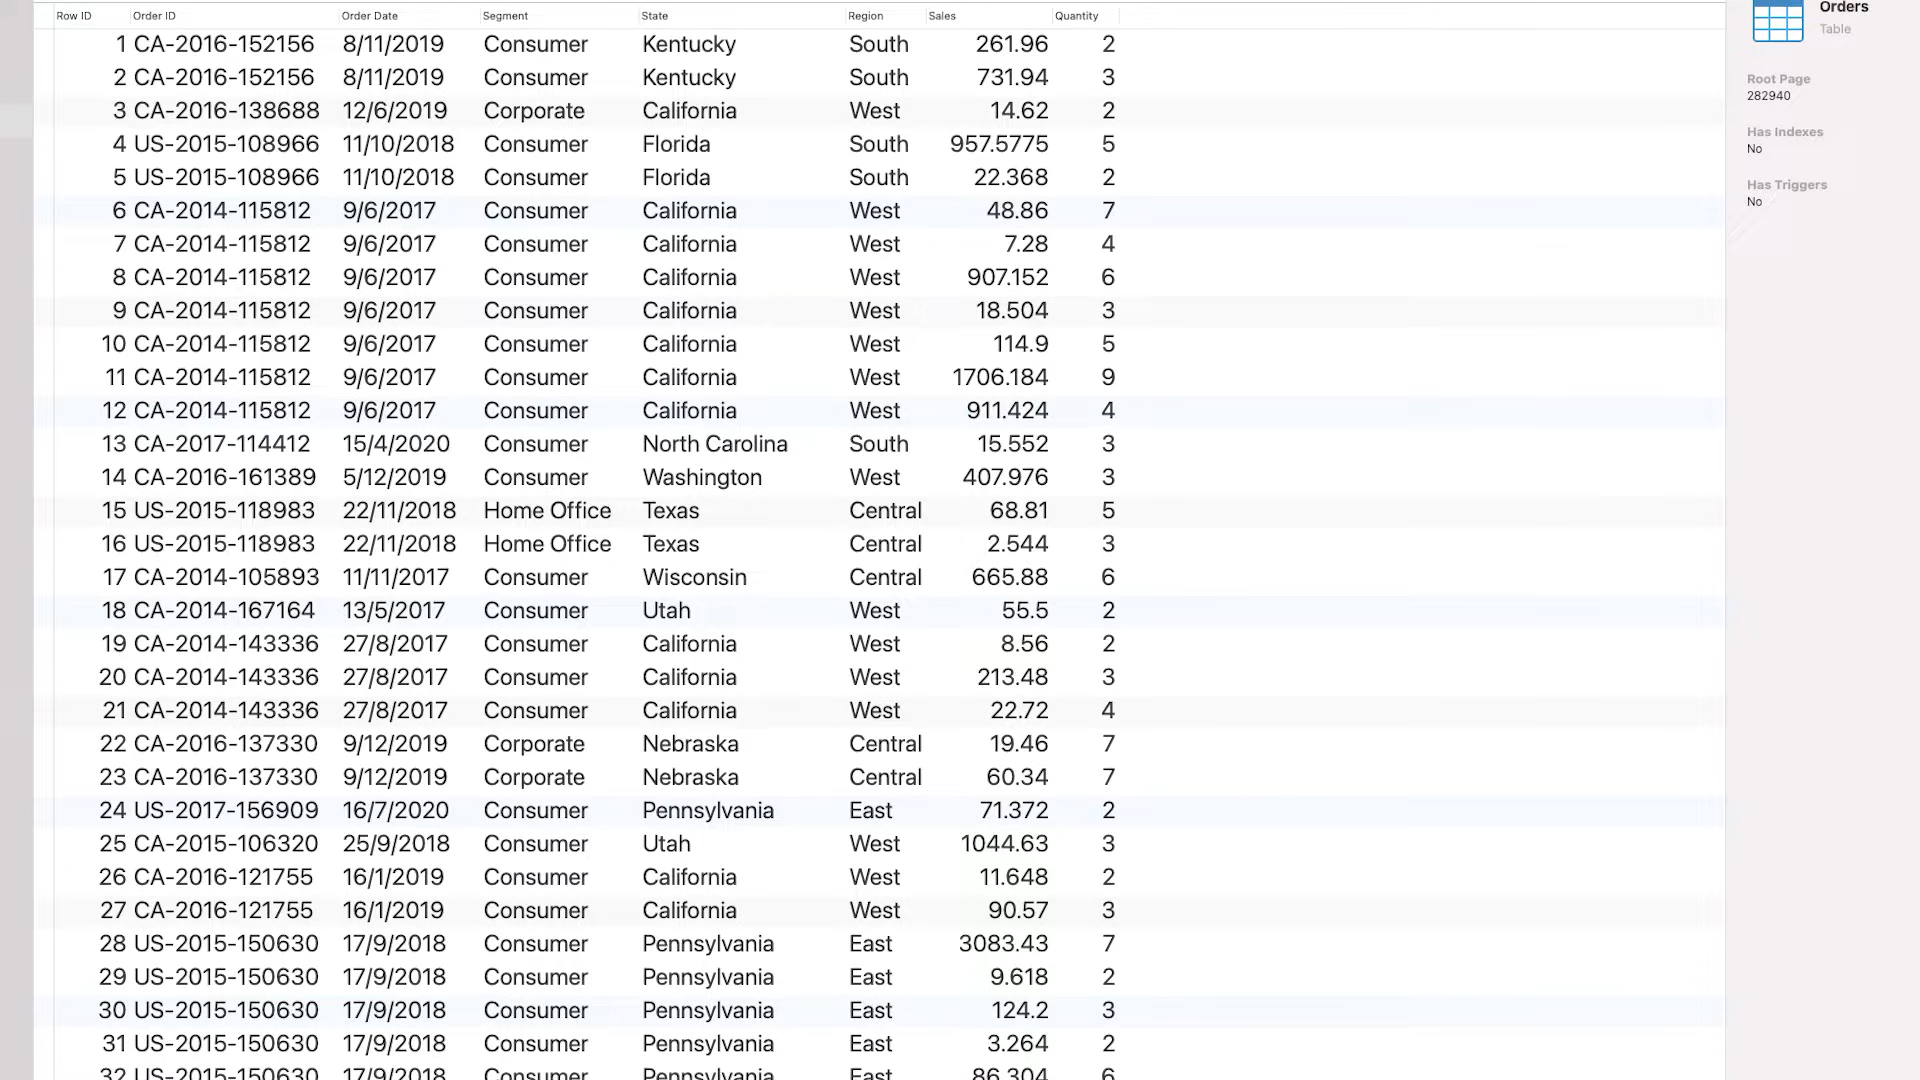 Row ID Order ID Order Date Segment State Region Sales Quantity
1 CA-2016-152156 8/11/2019 Consumer Kentucky South 261.96 2
2 CA-2016-152156 8/11/2019 Consumer Kentucky South 731.94 3
3 CA-2016-138688 12/6/2019 Corporate California West 14.62 2
4 US-2015-108966 11/10/2018 Consumer Florida South 957.5775 5
5 US-2015-108966 11/10/2018 Consumer Florida South 22.368 2
6 CA-2014-115812 9/6/2017 Consumer California West 48.86 7
7 CA-2014-115812 9/6/2017 Consumer California West 7.28 4
8 CA-2014-115812 9/6/2017 Consumer California West 907.152 6
9 CA-2014-115812 9/6/2017 Consumer California West 18.504 3
10 CA-2014-115812 9/6/2017 Consumer California West 114.9 5
11 CA-2014-115812 9/6/2017 Consumer California West 1706.184 9
12 CA-2014-115812 9/6/2017 Consumer California West 911.424 4
13 CA-2017-114412 15/4/2020 Consumer North Carolina South 15.552 3
14 CA-2016-161389 5/12/2019 Consumer Washington West 407.976 3
15 US-2015-118983 22/11/2018 Home Office Texas Central 68.81 5
16 US-2015-118983 22/11/2018 Home Office Texas Central 2.544 3
17 CA-2014-105893 11/11/2017 Consumer Wisconsin Central 665.88 6
18 CA-2014-167164 13/5/2017 Consumer Utah West 55.5 2
19 CA-2014-143336 27/8/2017 Consumer California West 8.56 2
20 CA-2014-143336 27/8/2017 Consumer California West 213.48 3
21 CA-2014-143336 27/8/2017 Consumer California West 22.72 4
22 CA-2016-137330 9/12/2019 Corporate Nebraska Central 19.46 7
23 CA-2016-137330 9/12/2019 Corporate Nebraska Central 60.34 7
24 US-2017-156909 16/7/2020 Consumer Pennsylvania East 71.372 2
25 CA-2015-106320 25/9/2018 Consumer Utah West 1044.63 3
26 CA-2016-121755 16/1/2019 Consumer California West 11.648 2
27 CA-2016-121755 16/1/2019 Consumer California West 90.57 3
28 US-2015-150630 17/9/2018 Consumer Pennsylvania East 3083.43 7
29 US-2015-150630 17/9/2018 Consumer Pennsylvania East 9.618 2
30 US-2015-150630 17/9/2018 Consumer Pennsylvania East 124.2 3
31 US-2015-150630 17/9/2018 Consumer Pennsylvania East 3.264 2
32 US-2015-150630 17/9/2018 Consumer Pennsylvania East 86.304 6
Orders
Table
Root Page
282940
Has Indexes
No
Has Triggers
No